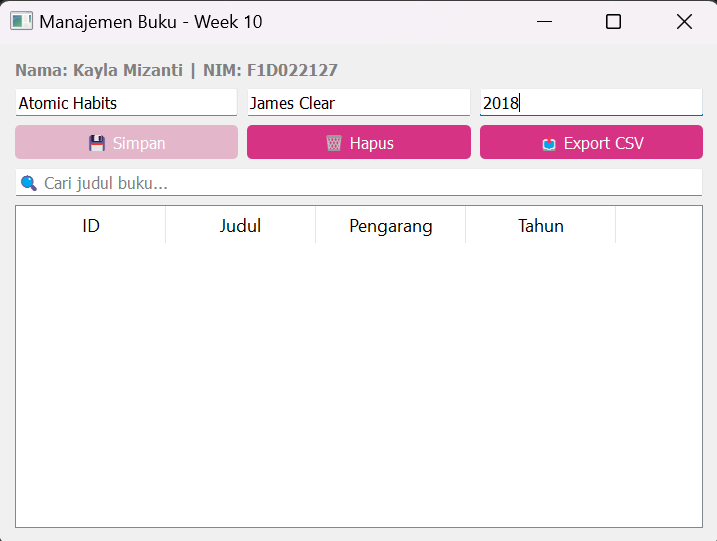 Manajemen Buku - Week 10
Nama: Kayla Mizanti | NIM: F1D022127
Atomic Habits James Clear 2018
Simpan Hapus Export CSV
Cari judul buku...
ID Judul Pengarang Tahun